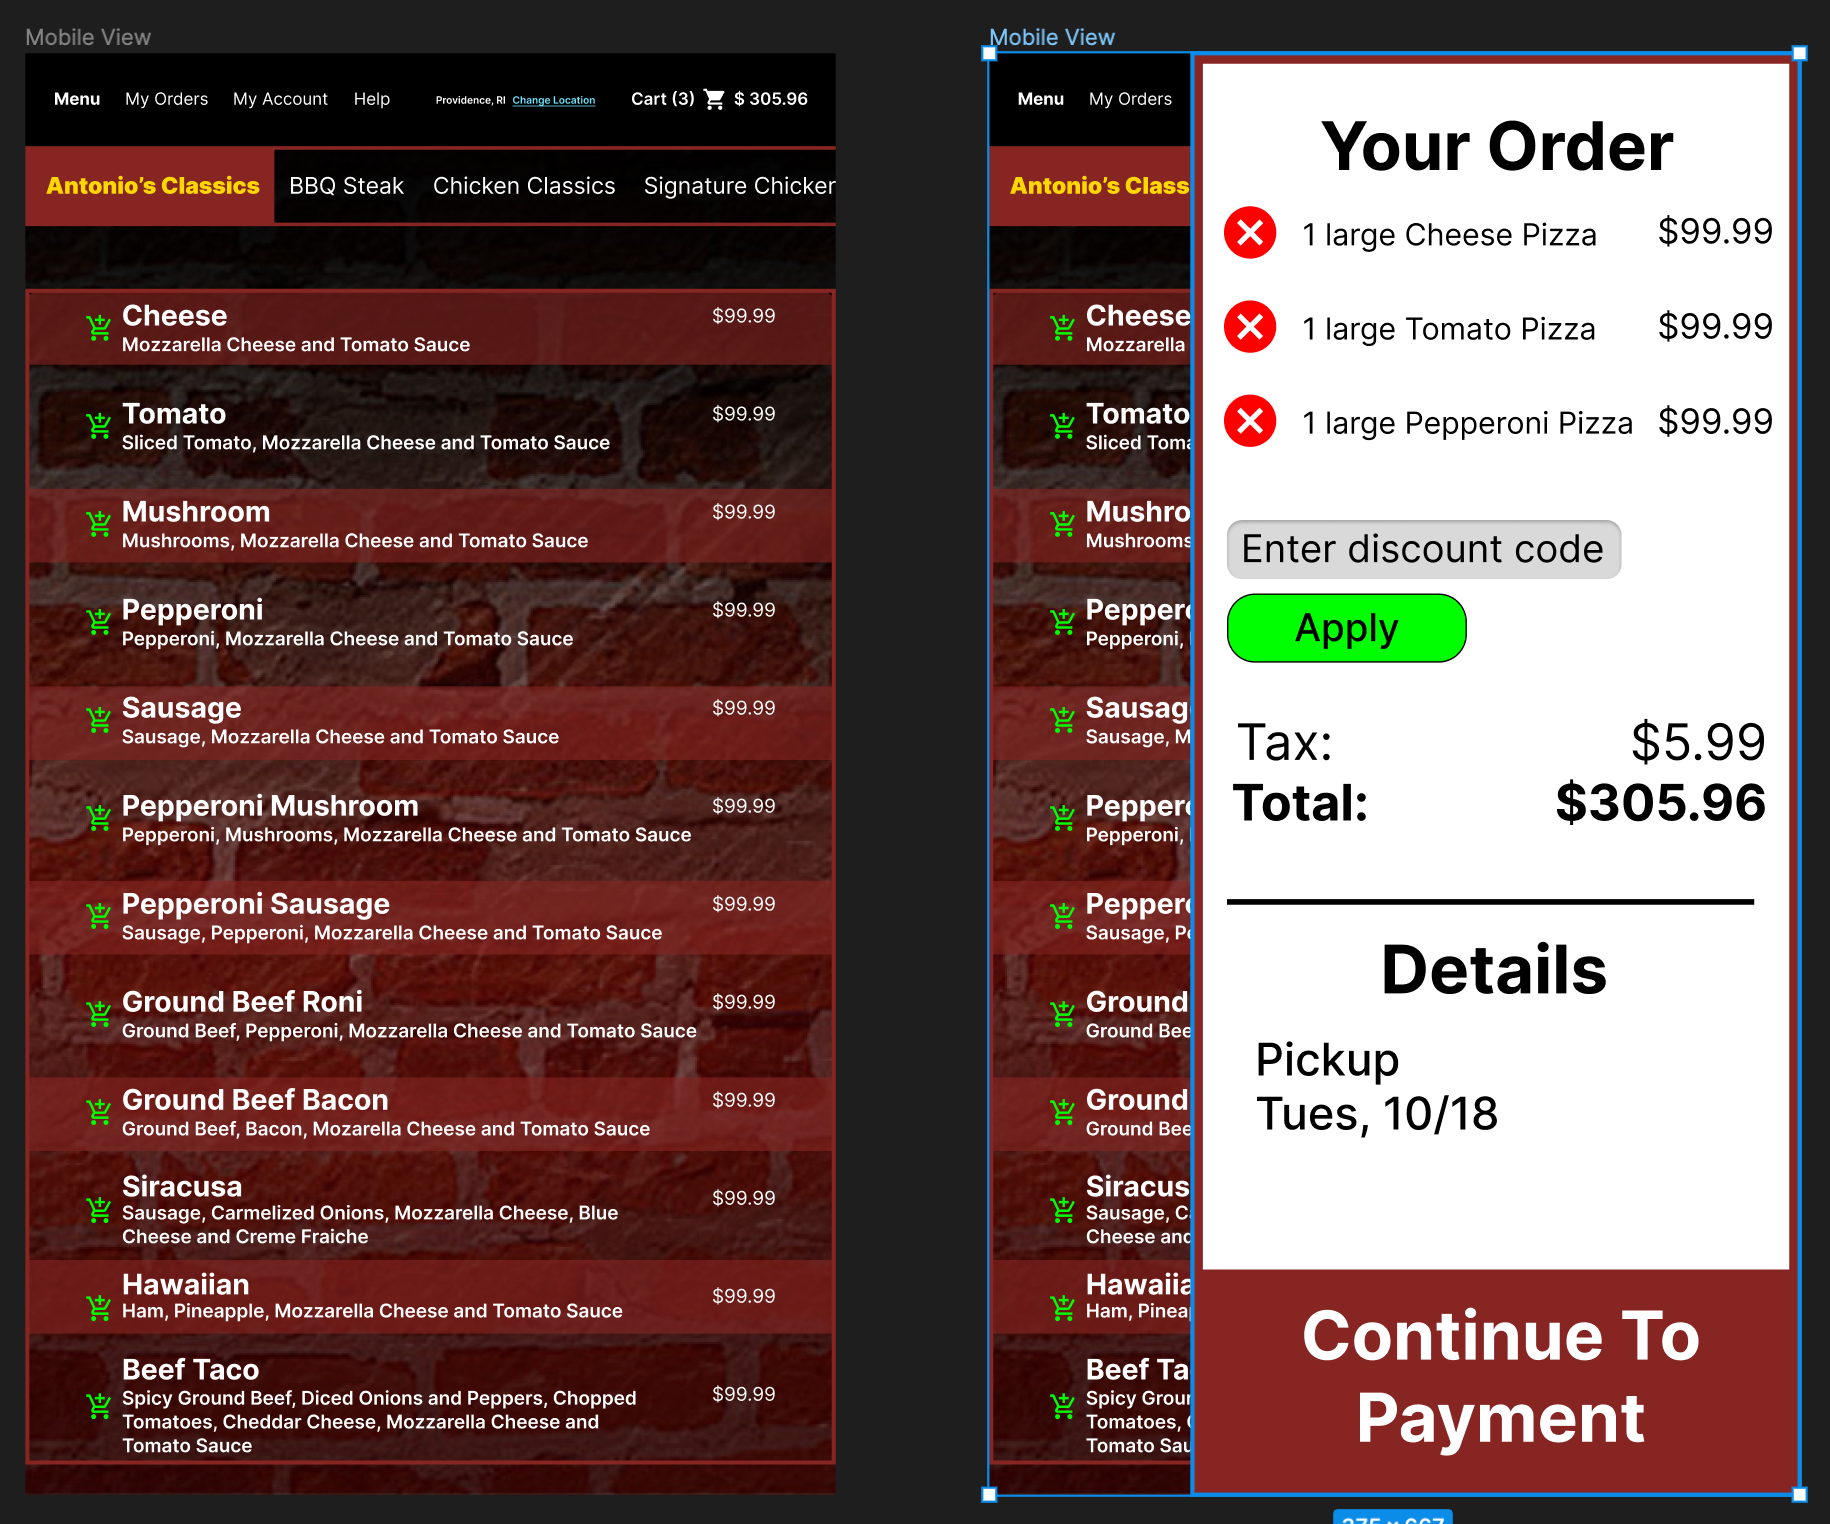 Mobile View
Menu My Orders My Account Help Providence, RI Change Location Cart (3) $ 305.96
Antonio's Classics BBQ Steak Chicken Classics Signature Chicken
Cheese $99.99
Mozzarella Cheese and Tomato Sauce
Tomato $99.99
Sliced Tomato, Mozzarella Cheese and Tomato Sauce
Mushroom $99.99
Mushrooms, Mozzarella Cheese and Tomato Sauce
Pepperoni $99.99
Pepperoni, Mozzarella Cheese and Tomato Sauce
Sausage $99.99
Sausage, Mozzarella Cheese and Tomato Sauce
Pepperoni Mushroom $99.99
Pepperoni, Mushrooms, Mozzarella Cheese and Tomato Sauce
Pepperoni Sausage $99.99
Sausage, Pepperoni, Mozzarella Cheese and Tomato Sauce
Ground Beef Roni $99.99
Ground Beef, Pepperoni, Mozzarella Cheese and Tomato Sauce
Ground Beef Bacon $99.99
Ground Beef, Bacon, Mozarella Cheese and Tomato Sauce
Siracusa $99.99
Sausage, Carmelized Onions, Mozzarella Cheese, Blue
Cheese and Creme Fraiche
Hawaiian $99.99
Ham, Pineapple, Mozzarella Cheese and Tomato Sauce
Beef Taco $99.99
Spicy Ground Beef, Diced Onions and Peppers, Chopped
Tomatoes, Cheddar Cheese, Mozzarella Cheese and
Tomato Sauce
Mobile View
Menu My Orders
Antonio's Class
Cheese
Mozzarella
Tomato
Sliced Toma
Mushro
Mushrooms
Peppero
Pepperoni,
Sausag
Sausage, M
Peppero
Pepperoni,
Peppero
Sausage, Pe
Ground
Ground Bee
Ground
Ground Bee
Siracus
Sausage, Ca
Cheese and
Hawaiia
Ham, Pineap
Beef Ta
Spicy Groun
Tomatoes, C
Tomato Sau
Your Order
1 large Cheese Pizza $99.99
1 large Tomato Pizza $99.99
1 large Pepperoni Pizza $99.99
Enter discount code
Apply
Tax: $5.99
Total: $305.96
Details
Pickup
Tues, 10/18
Continue To
Payment
375 × 667